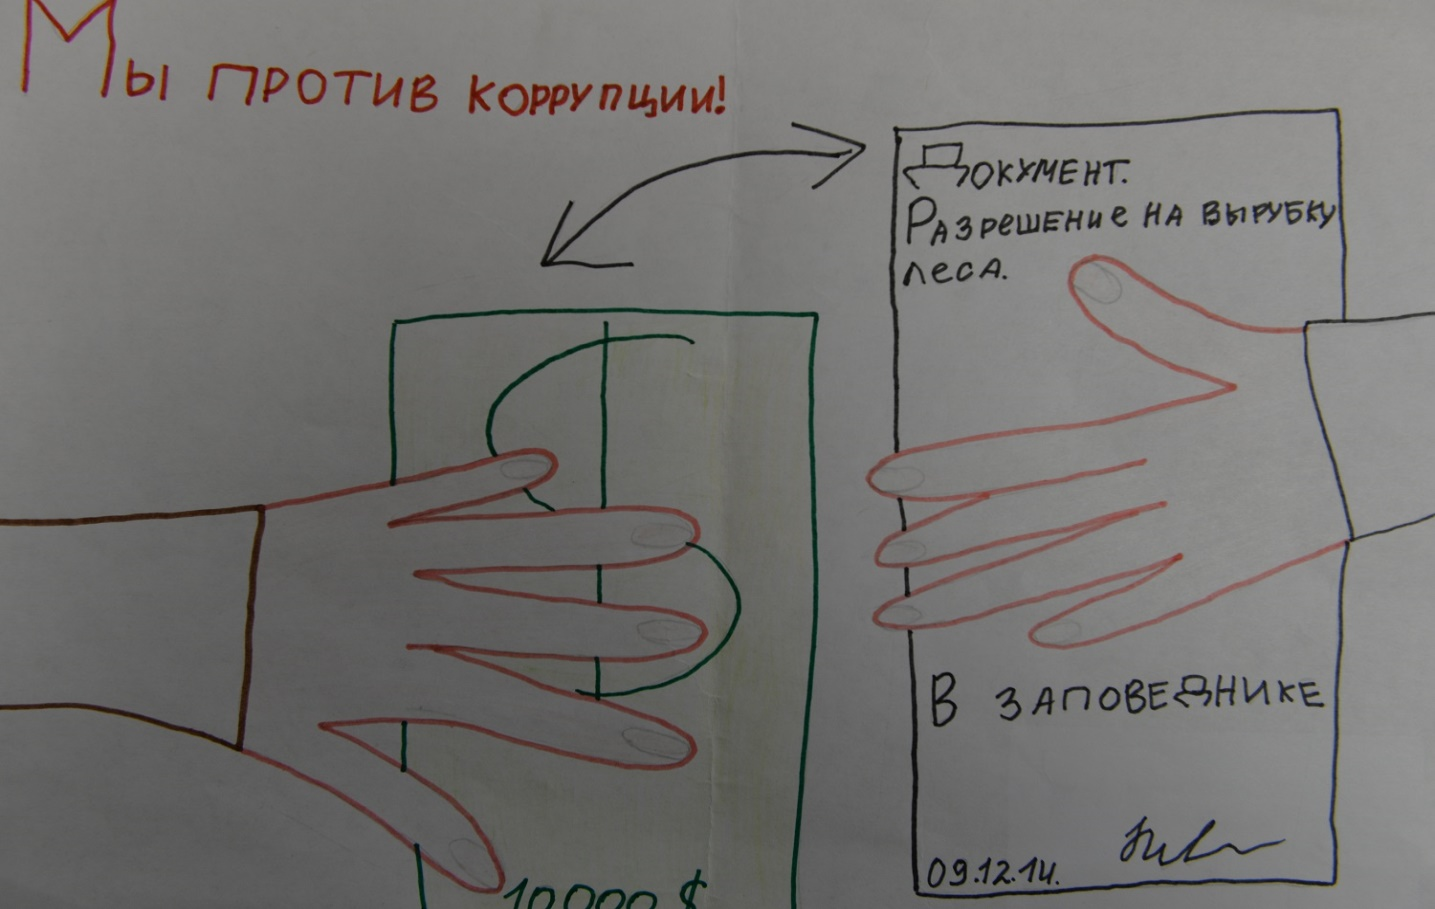 Мы против коррупции!
Документ.
Разрешение на вырубку
леса.
В заповеднике
09.12.14.
10000 $